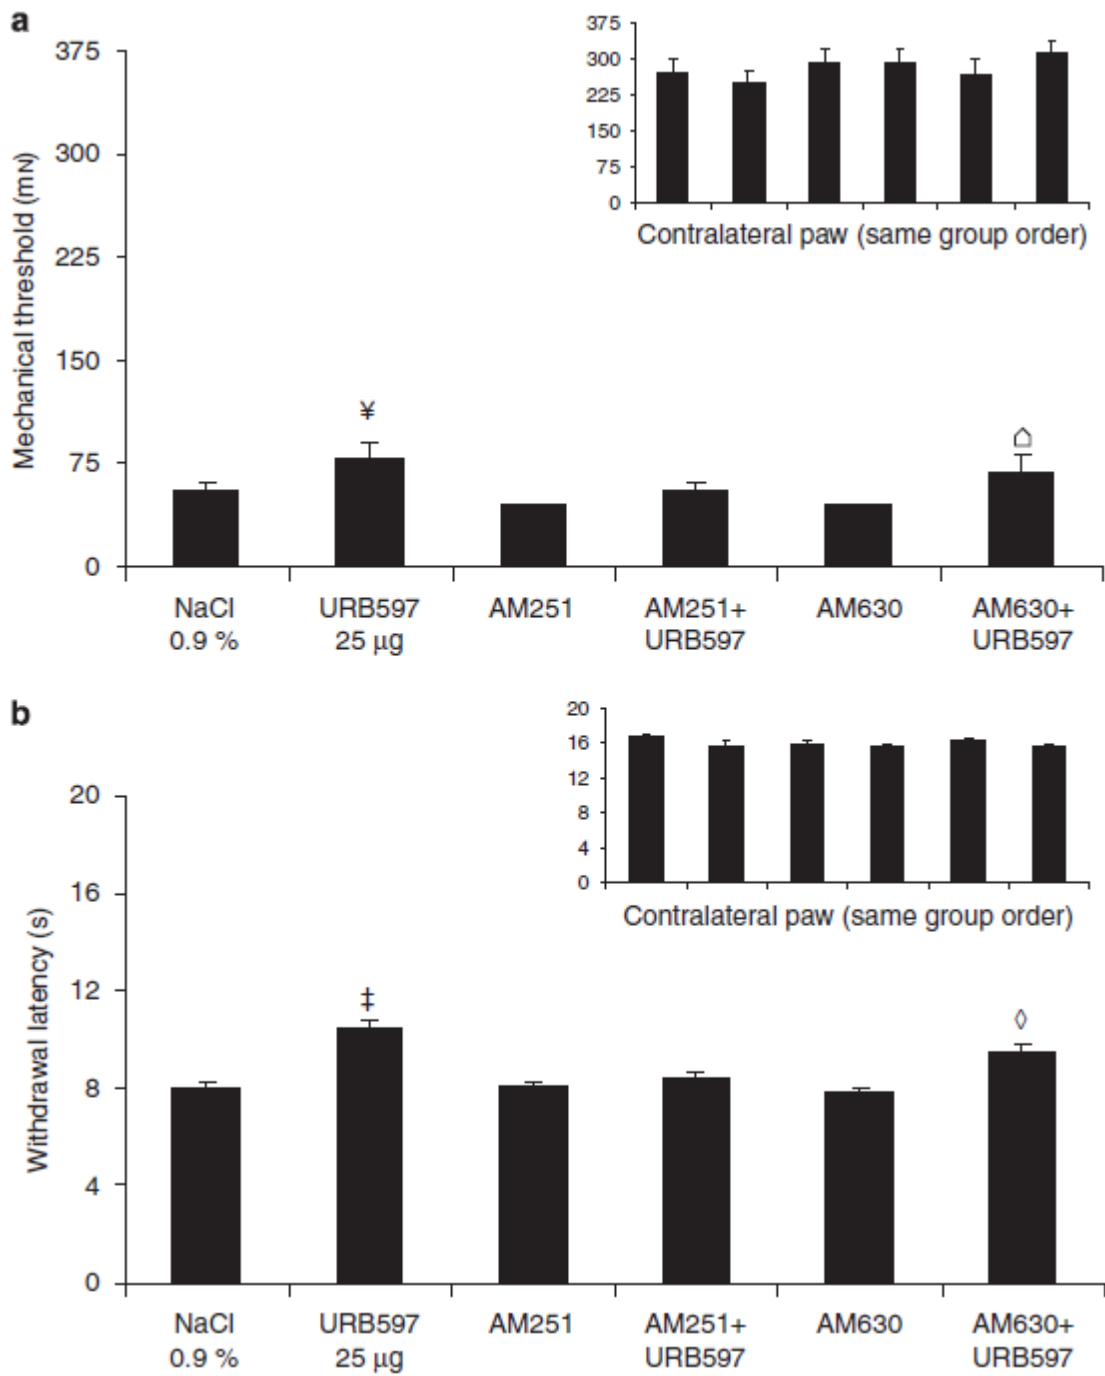 a
375
300
225
150
75
0
Mechanical threshold (mN)
375
300
225
150
75
0
Contralateral paw (same group order)
¥
⌂
NaCl 0.9 %
URB597 25 μg
AM251
AM251+ URB597
AM630
AM630+ URB597
b
20
16
12
8
4
0
Withdrawal latency (s)
20
16
12
8
4
0
Contralateral paw (same group order)
‡
◊
NaCl 0.9 %
URB597 25 μg
AM251
AM251+ URB597
AM630
AM630+ URB597